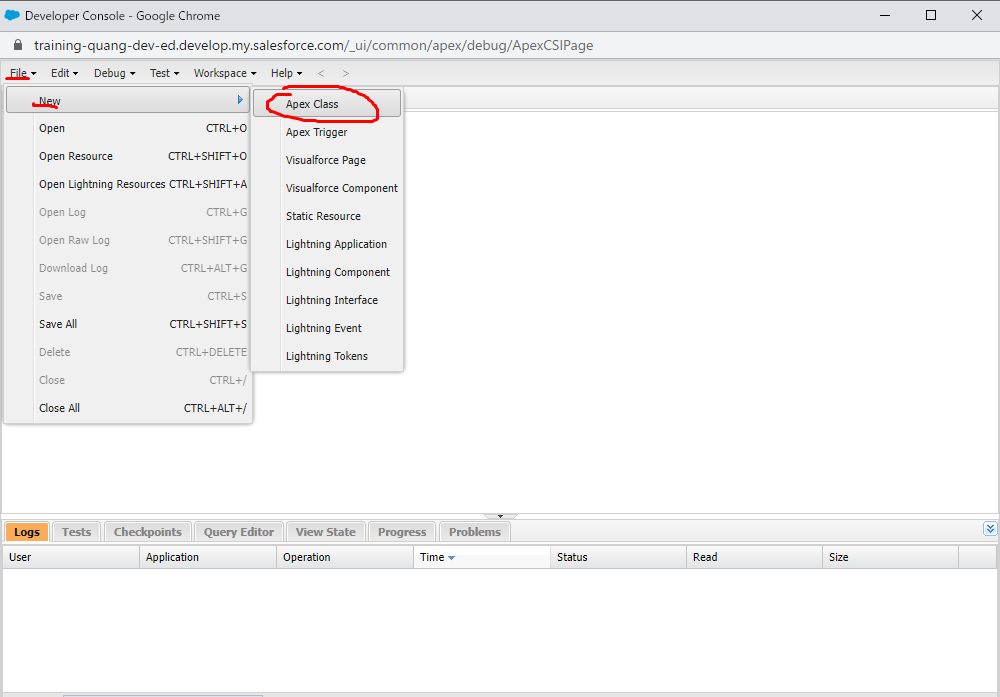 Developer Console - Google Chrome
training-quang-dev-ed.develop.my.salesforce.com/_ui/common/apex/debug/ApexCSIPage
File Edit Debug Test Workspace Help < >
New
Open CTRL+O
Open Resource CTRL+SHIFT+O
Open Lightning Resources CTRL+SHIFT+A
Open Log CTRL+G
Open Raw Log CTRL+SHIFT+G
Download Log CTRL+ALT+G
Save CTRL+S
Save All CTRL+SHIFT+S
Delete CTRL+DELETE
Close CTRL+/
Close All CTRL+ALT+/
Apex Class
Apex Trigger
Visualforce Page
Visualforce Component
Static Resource
Lightning Application
Lightning Component
Lightning Interface
Lightning Event
Lightning Tokens
Logs Tests Checkpoints Query Editor View State Progress Problems
User Application Operation Time Status Read Size